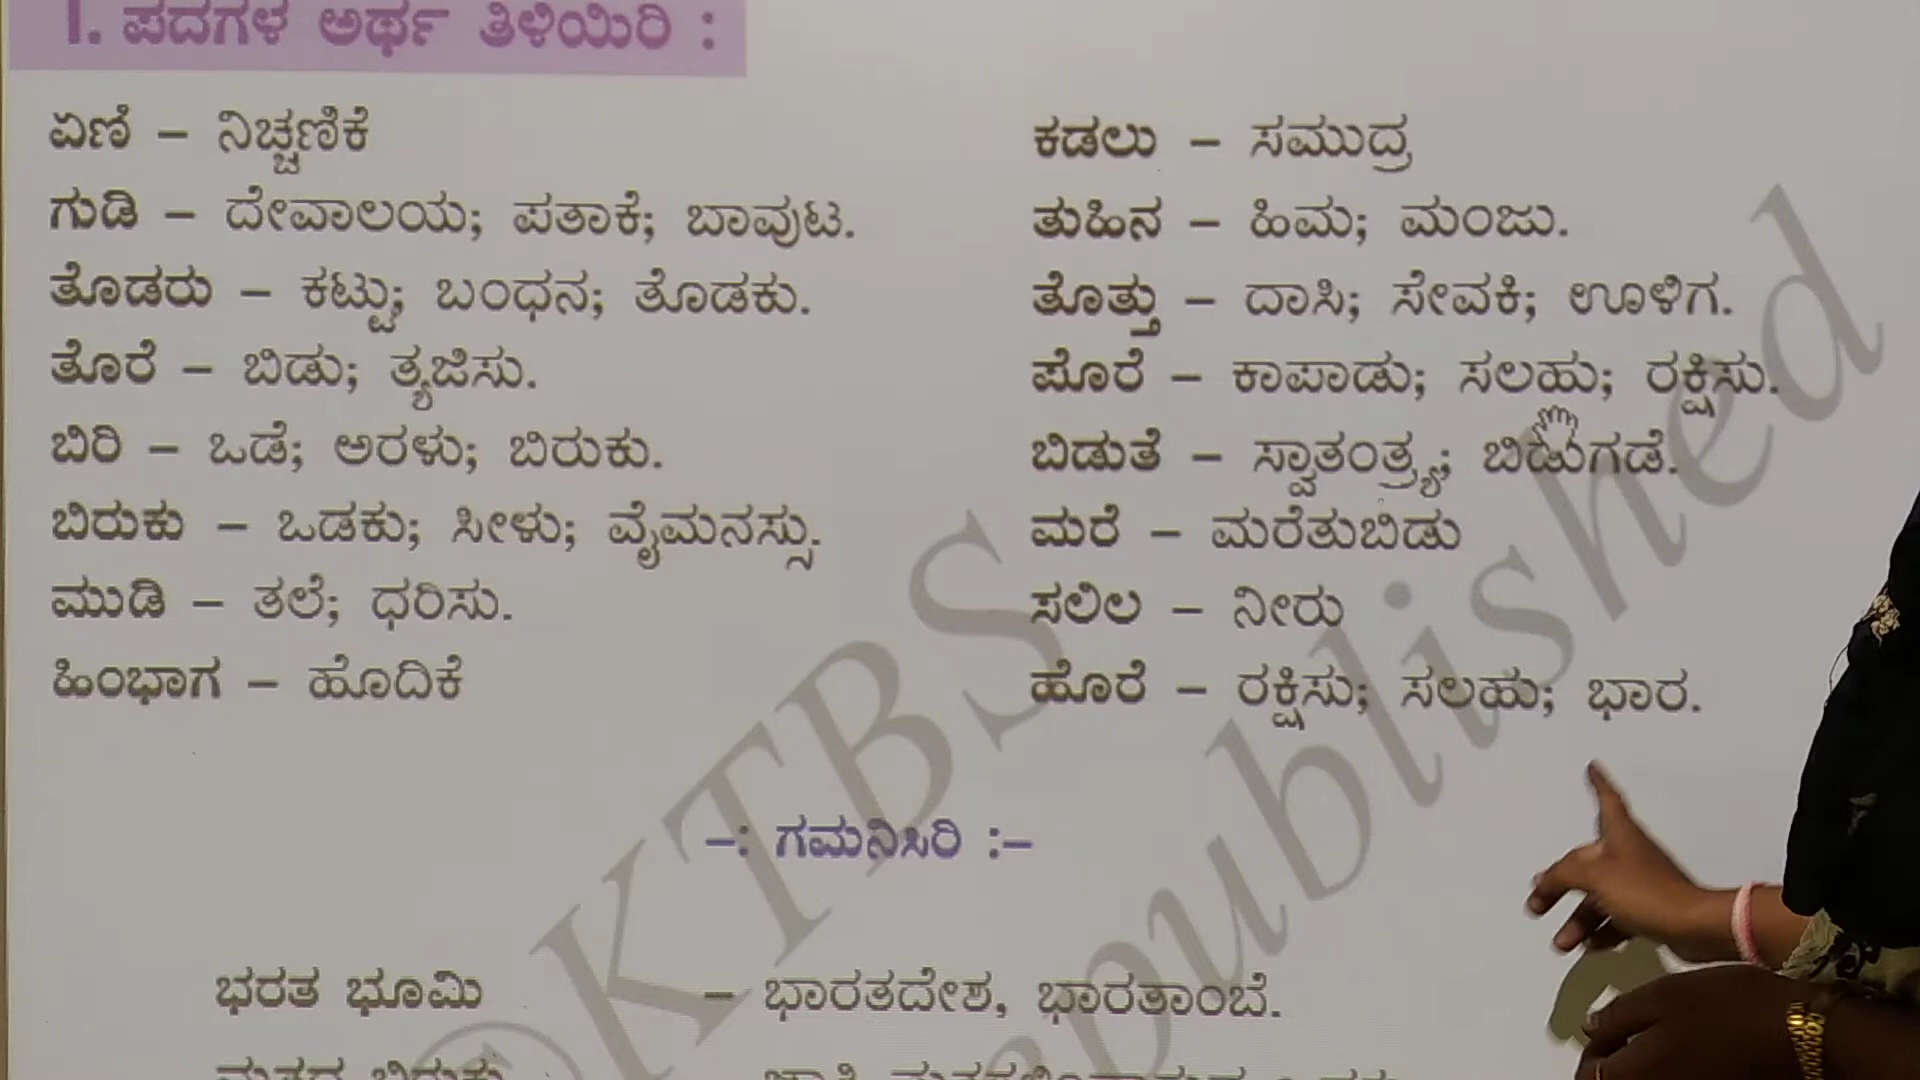 I. ಪದಗಳ ಅರ್ಥ ತಿಳಿಯಿರಿ :
ಏಣಿ – ನಿಚ್ಚಣಿಕೆ
ಗುಡಿ – ದೇವಾಲಯ; ಪತಾಕೆ; ಬಾವುಟ.
ತೊಡರು – ಕಟ್ಟು; ಬಂಧನ; ತೊಡಕು.
ತೊರೆ – ಬಿಡು; ತ್ಯಜಿಸು.
ಬಿರಿ – ಒಡೆ; ಅರಳು; ಬಿರುಕು.
ಬಿರುಕು – ಒಡಕು; ಸೀಳು; ವೈಮನಸ್ಸು.
ಮುಡಿ – ತಲೆ; ಧರಿಸು.
ಹಿಂಭಾಗ – ಹೊದಿಕೆ
ಕಡಲು – ಸಮುದ್ರ
ತುಹಿನ – ಹಿಮ; ಮಂಜು.
ತೊತ್ತು – ದಾಸಿ; ಸೇವಕಿ; ಊಳಿಗ.
ಪೊರೆ – ಕಾಪಾಡು; ಸಲಹು; ರಕ್ಷಿಸು.
ಬಿಡುತೆ – ಸ್ವಾತಂತ್ರ್ಯ; ಬಿಡುಗಡೆ.
ಮರೆ – ಮರೆತುಬಿಡು
ಸಲಿಲ – ನೀರು
ಹೊರೆ – ರಕ್ಷಿಸು; ಸಲಹು; ಭಾರ.
–: ಗಮನಿಸಿರಿ :–
ಭರತ ಭೂಮಿ – ಭಾರತದೇಶ, ಭಾರತಾಂಬೆ.
©KTBS
published